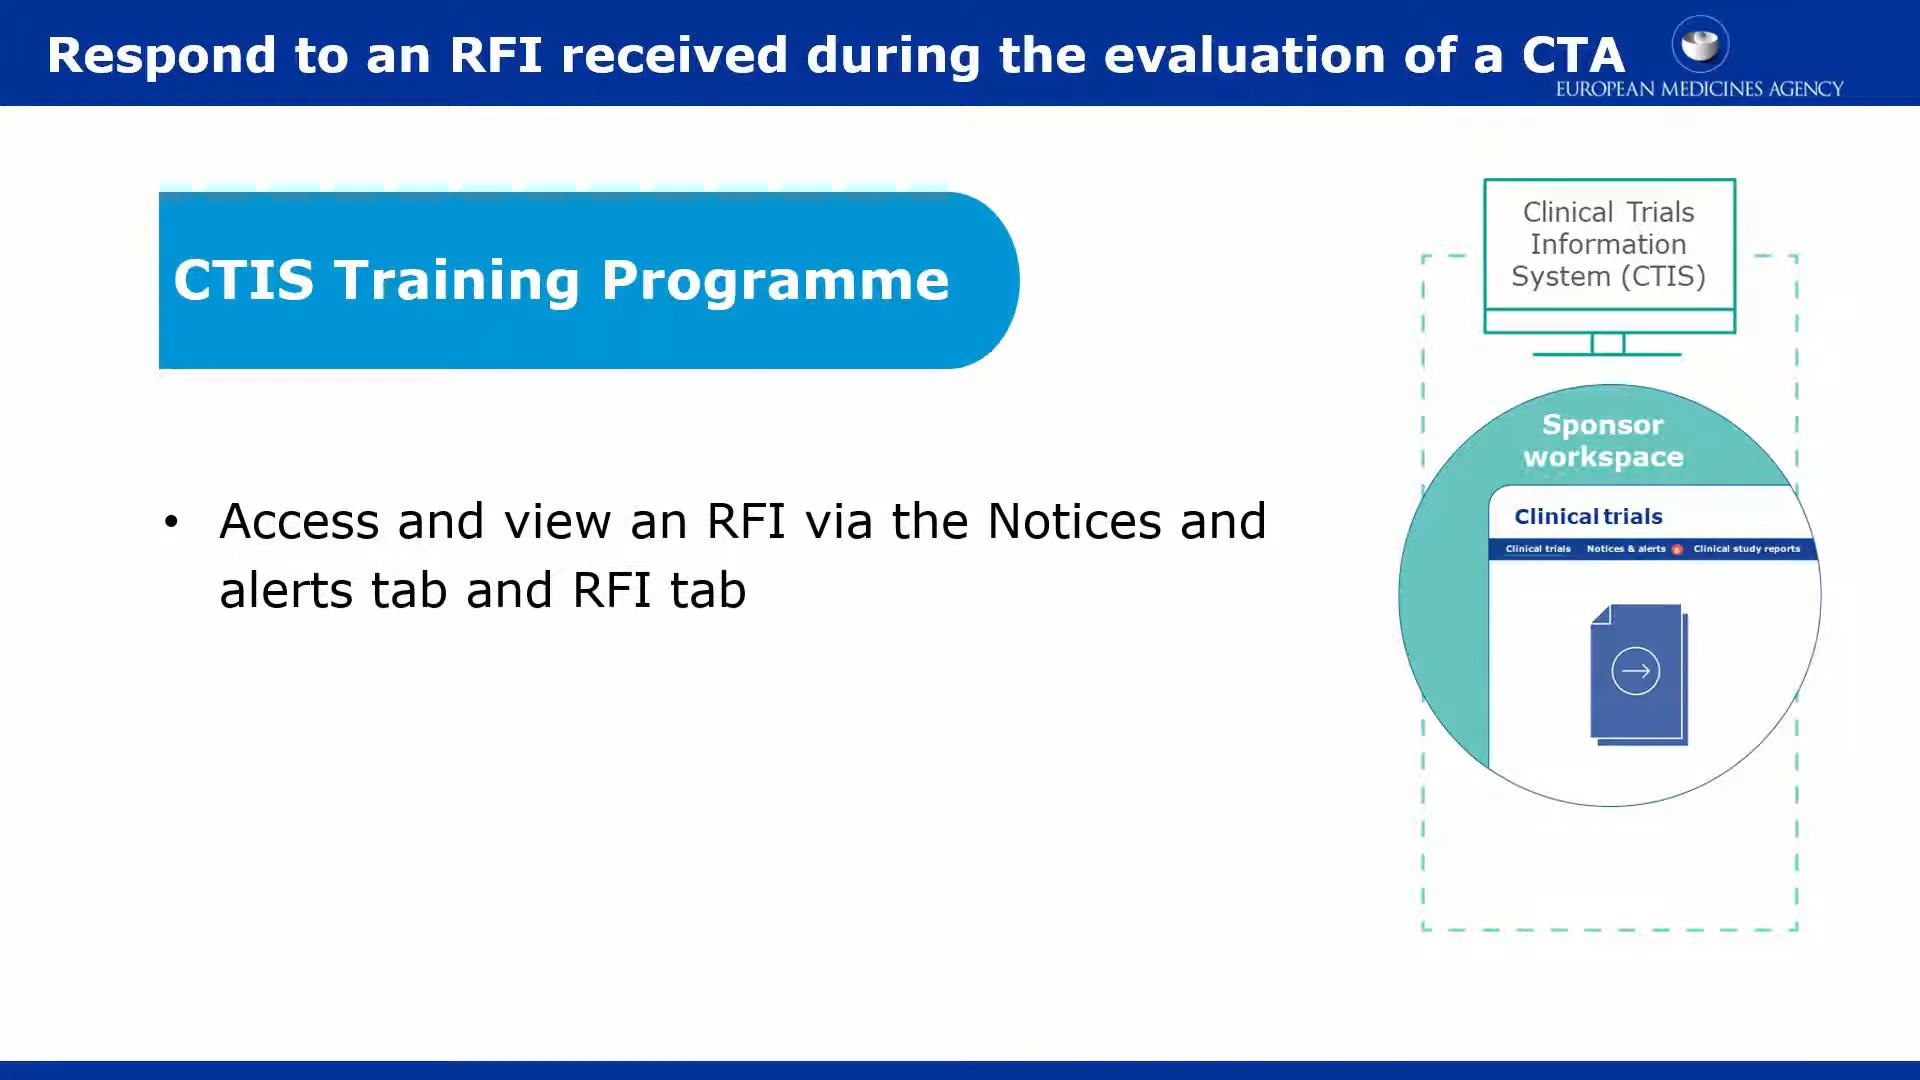 Respond to an RFI received during the evaluation of a CTA
EUROPEAN MEDICINES AGENCY
CTIS Training Programme
• Access and view an RFI via the Notices and
alerts tab and RFI tab
Clinical Trials
Information
System (CTIS)
Sponsor
workspace
Clinical trials
Clinical trials Notices & alerts Clinical study reports